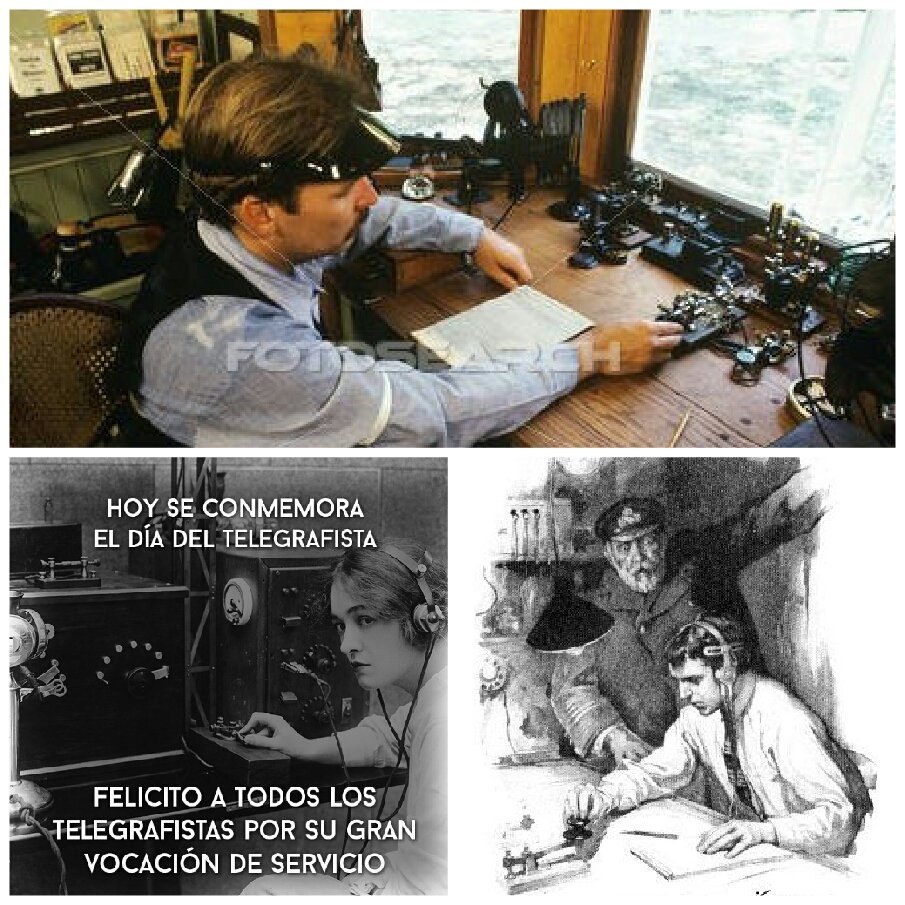 FOTOSEARCH
HOY SE CONMEMORA
EL DÍA DEL TELEGRAFISTA
FELICITO A TODOS LOS
TELEGRAFISTAS POR SU GRAN
VOCACIÓN DE SERVICIO